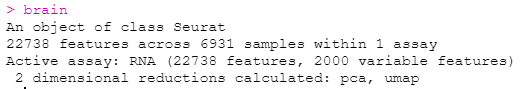 > brain
An object of class Seurat
22738 features across 6931 samples within 1 assay
Active assay: RNA (22738 features, 2000 variable features)
 2 dimensional reductions calculated: pca, umap